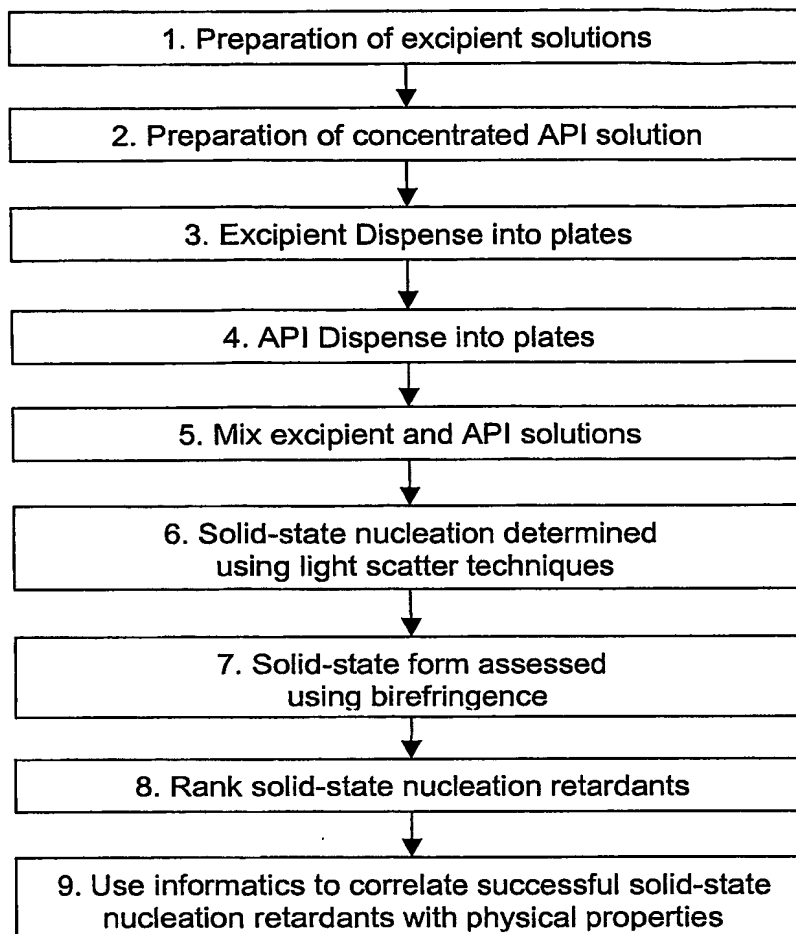 1. Preparation of excipient solutions
2. Preparation of concentrated API solution
3. Excipient Dispense into plates
4. API Dispense into plates
5. Mix excipient and API solutions
6. Solid-state nucleation determined
using light scatter techniques
7. Solid-state form assessed
using birefringence
8. Rank solid-state nucleation retardants
9. Use informatics to correlate successful solid-state
nucleation retardants with physical properties